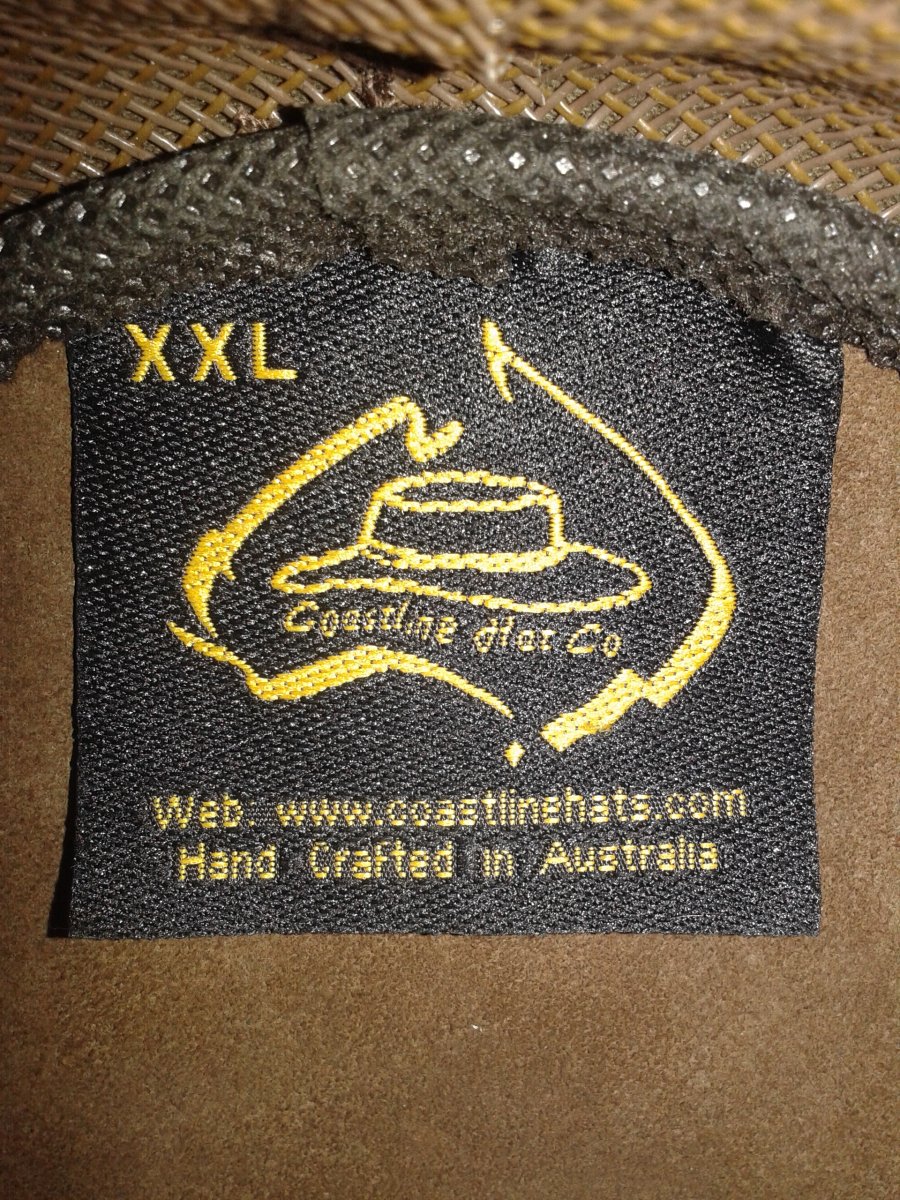 XXL
Coastline Hat Co
Web: www.coastlinehats.com
Hand Crafted in Australia